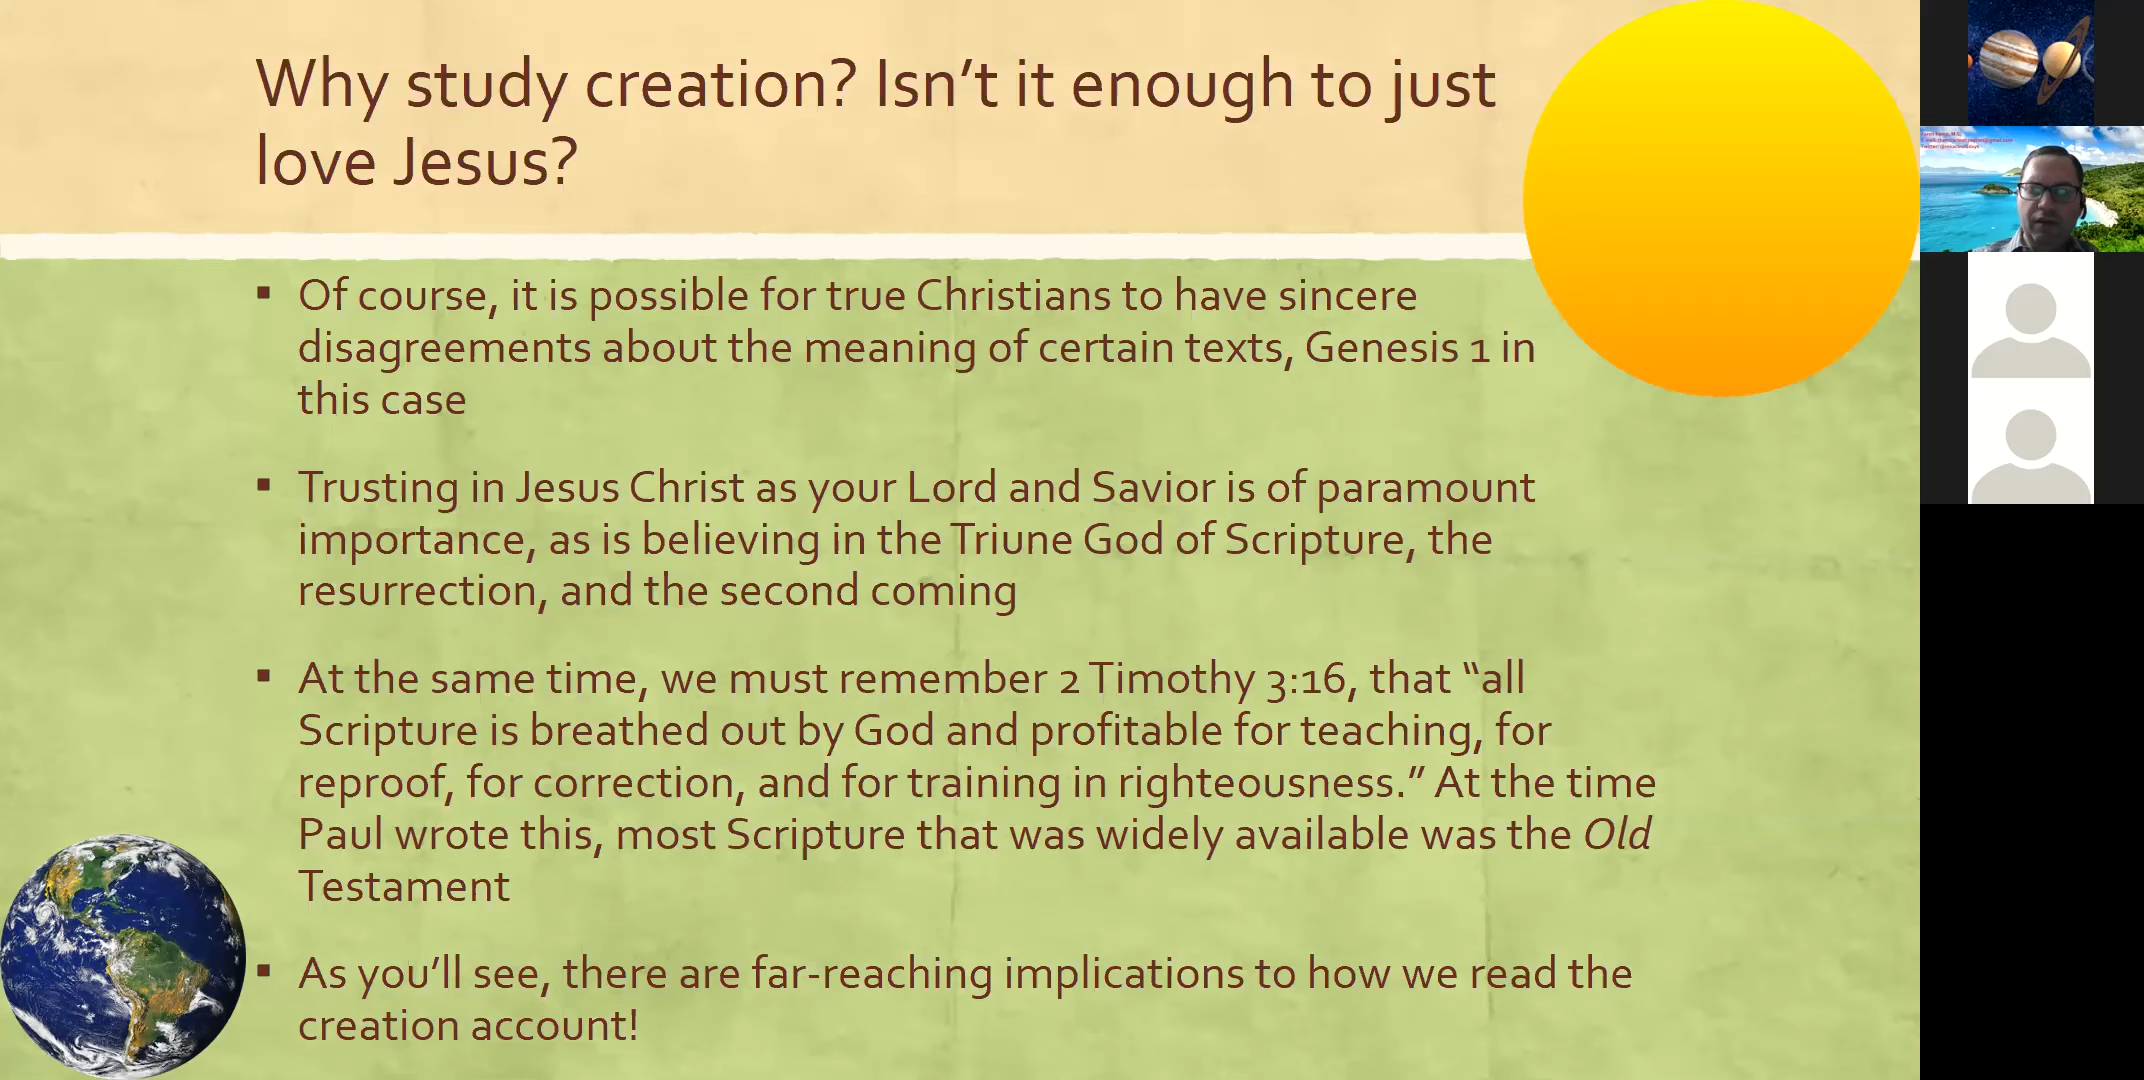 Why study creation? Isn’t it enough to just
love Jesus?
▪ Of course, it is possible for true Christians to have sincere
disagreements about the meaning of certain texts, Genesis 1 in
this case
▪ Trusting in Jesus Christ as your Lord and Savior is of paramount
importance, as is believing in the Triune God of Scripture, the
resurrection, and the second coming
▪ At the same time, we must remember 2 Timothy 3:16, that “all
Scripture is breathed out by God and profitable for teaching, for
reproof, for correction, and for training in righteousness.” At the time
Paul wrote this, most Scripture that was widely available was the Old
Testament
▪ As you’ll see, there are far-reaching implications to how we read the
creation account!